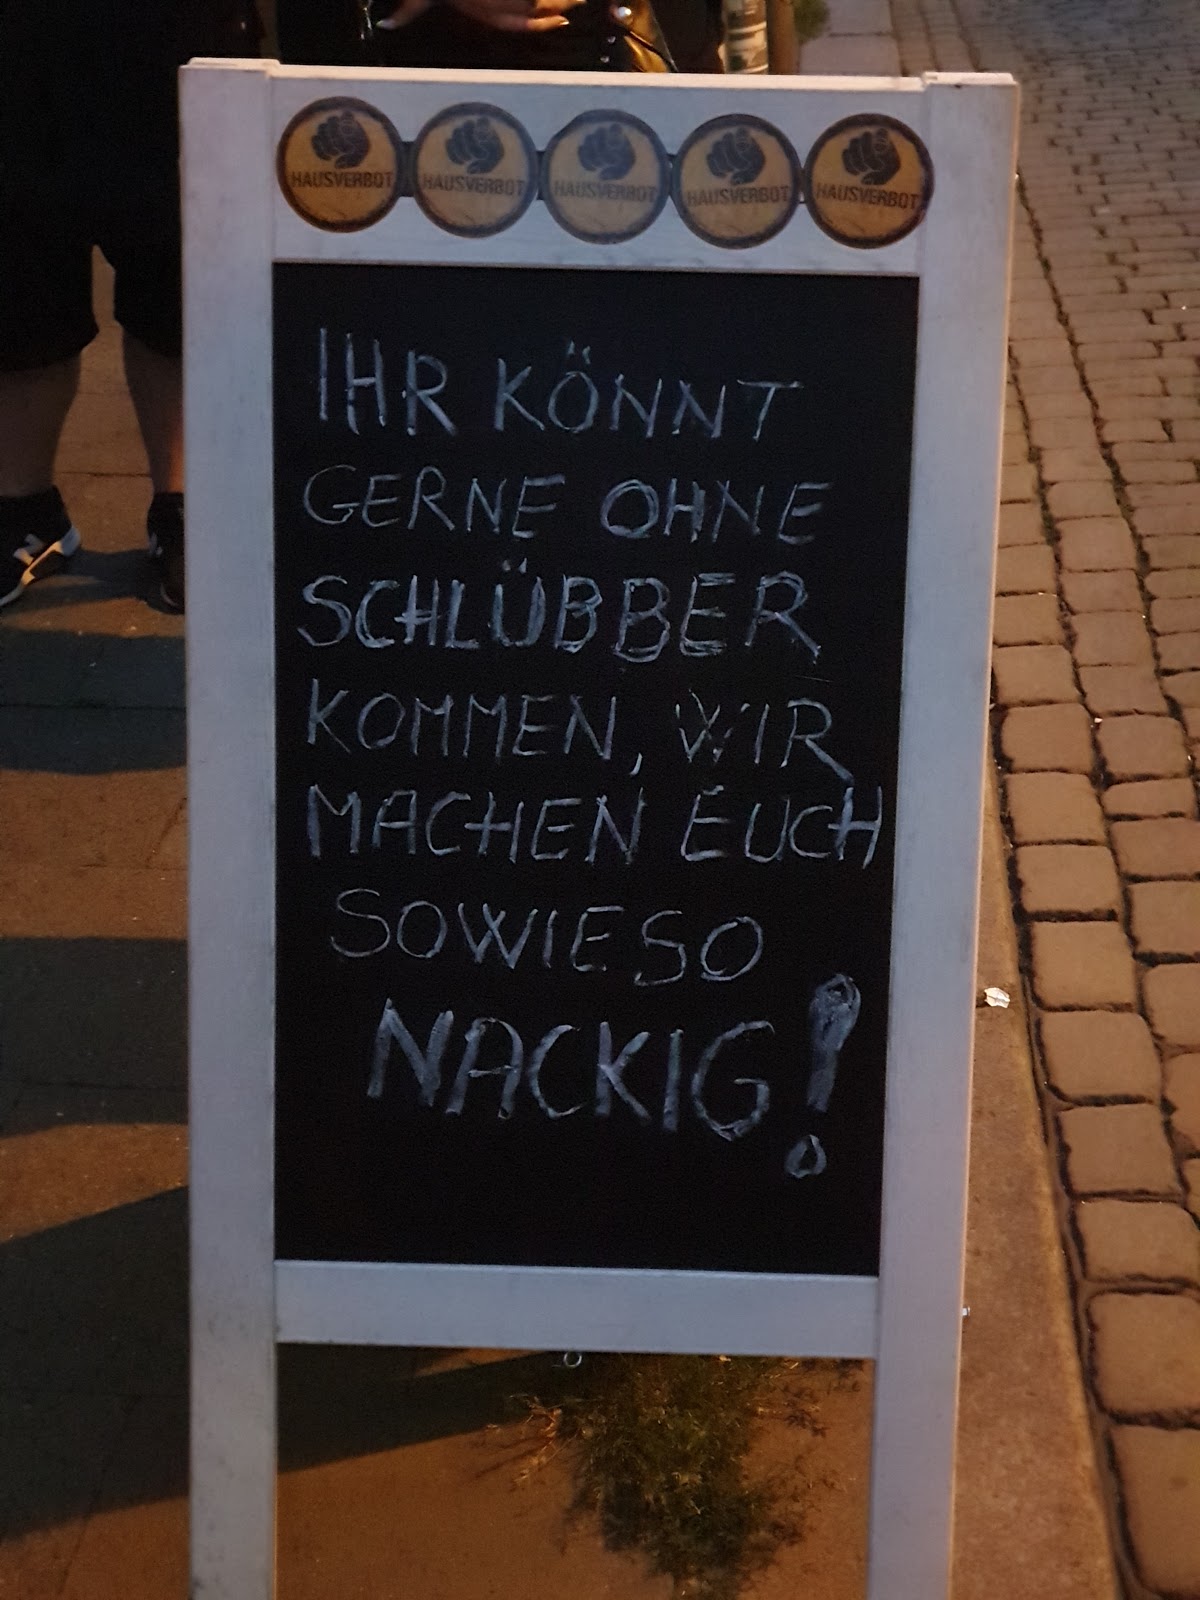 HAUSVERBOT HAUSVERBOT HAUSVERBOT HAUSVERBOT HAUSVERBOT
IHR KÖNNT
GERNE OHNE
SCHLÜBBER
KOMMEN, WIR
MACHEN EUCH
SOWIESO
NACKIG!